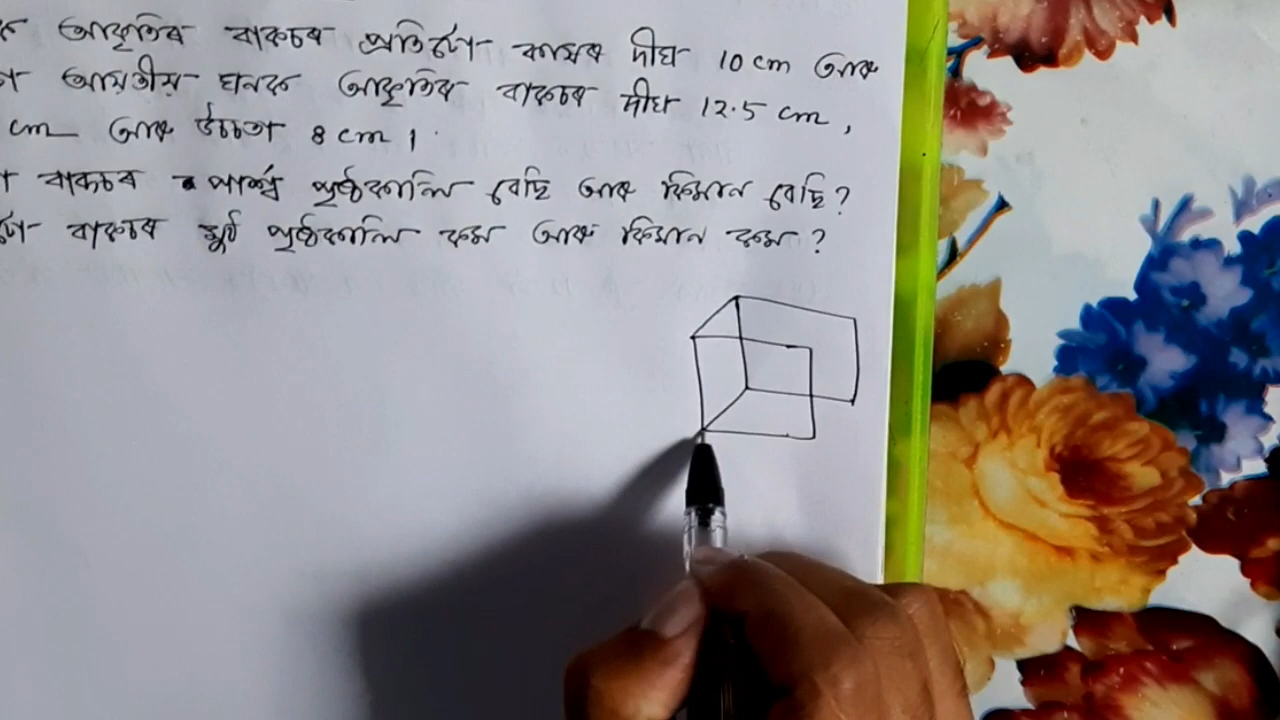 আকৃতিৰ বাকচৰ প্ৰতিটো কাষৰ দীঘ 10 cm আৰু
আয়তীয় ঘনক আকৃতিৰ বাকচৰ দীঘ 12.5 cm,
cm আৰু উচ্চতা 8 cm ।
বাকচৰ পাৰ্শ্ব পৃষ্ঠকালি বেছি আৰু কিমান বেছি?
বাকচৰ মুঠ পৃষ্ঠকালি কম আৰু কিমান কম?